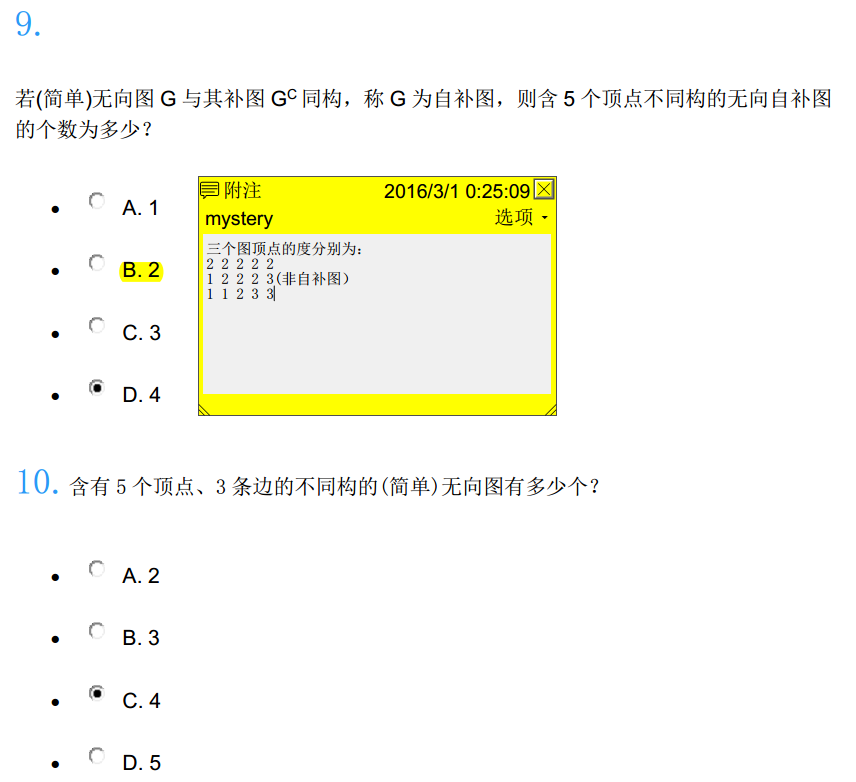 9.
若(简单)无向图 G 与其补图 GC 同构，称 G 为自补图，则含 5 个顶点不同构的无向自补图
的个数为多少？
A. 1
B. 2
C. 3
D. 4
附注 2016/3/1 0:25:09
mystery 选项
三个图顶点的度分别为:
2 2 2 2 2
1 2 2 2 3(非自补图)
1 1 2 3 3
10. 含有 5 个顶点、3 条边的不同构的(简单)无向图有多少个？
A. 2
B. 3
C. 4
D. 5